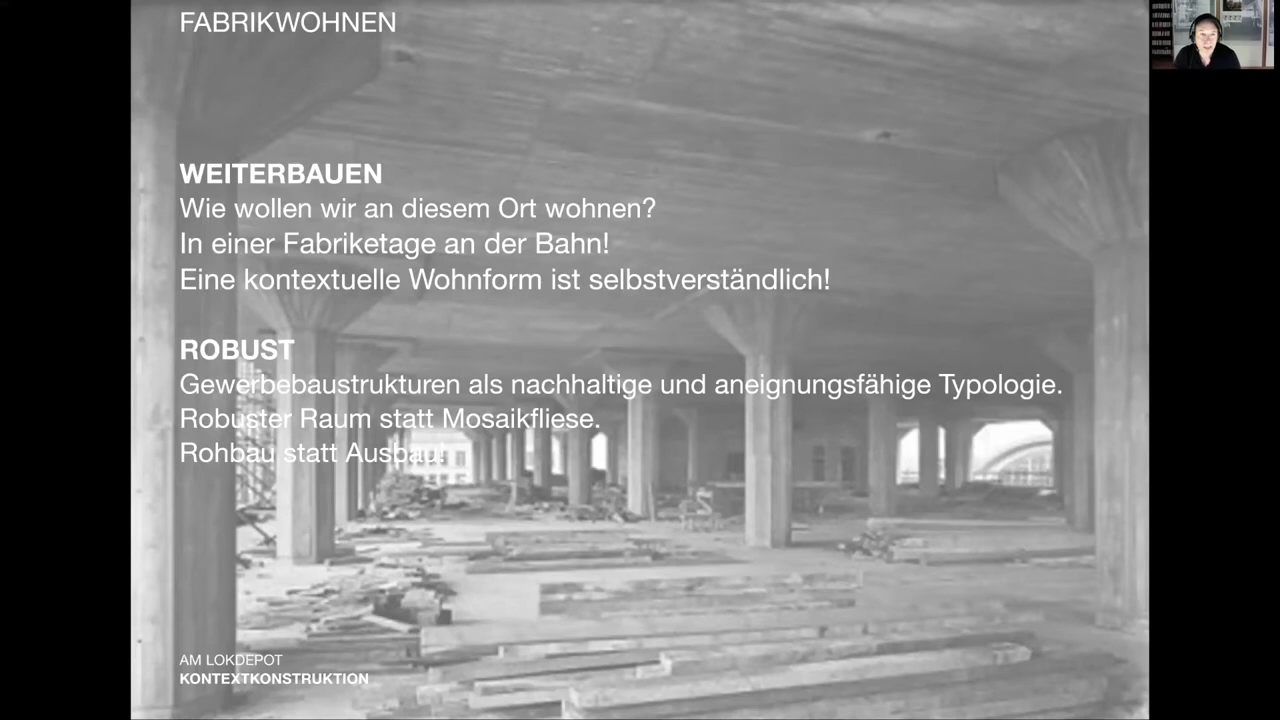 FABRIKWOHNEN
WEITERBAUEN
Wie wollen wir an diesem Ort wohnen?
In einer Fabriketage an der Bahn!
Eine kontextuelle Wohnform ist selbstverständlich!
ROBUST
Gewerbebaustrukturen als nachhaltige und aneignungsfähige Typologie.
Robuster Raum statt Mosaikfliese.
Rohbau statt Ausbau!
AM LOKDEPOT
KONTEXTKONSTRUKTION